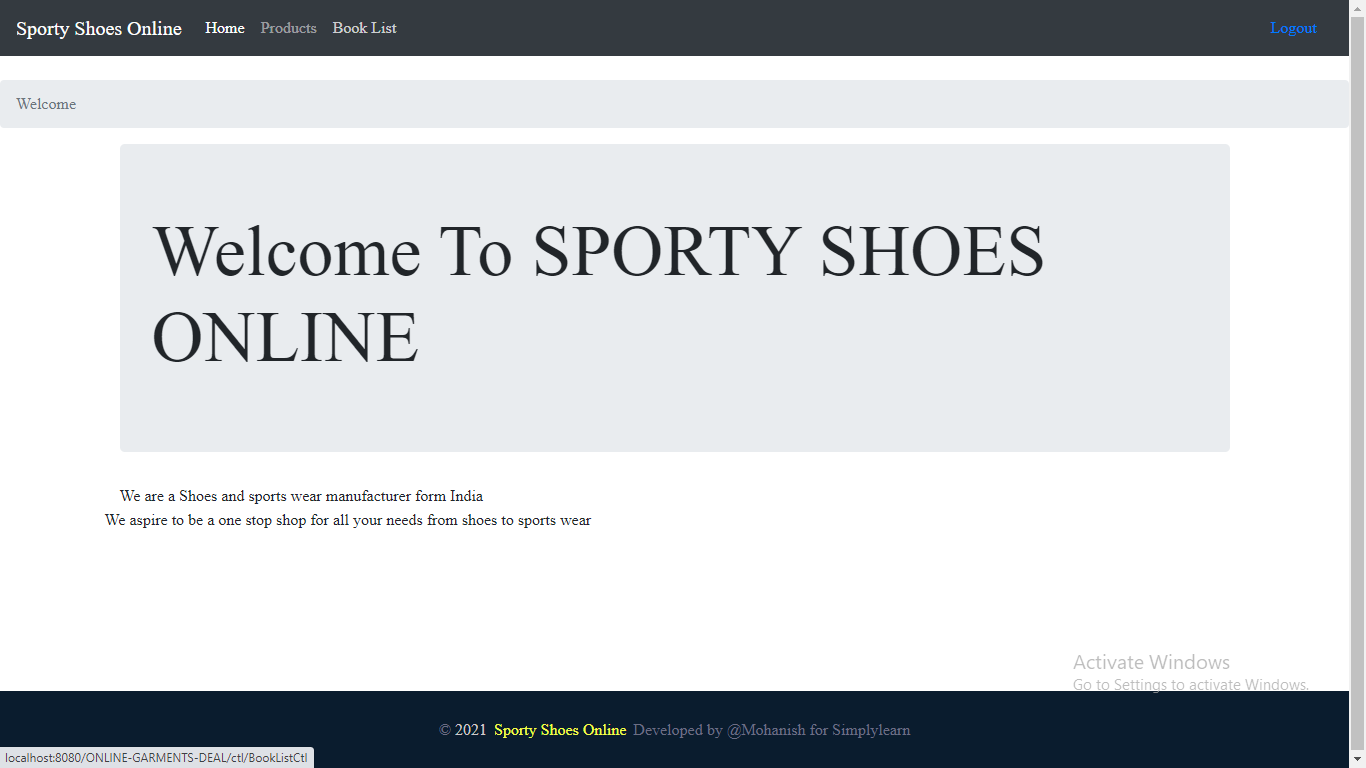 Sporty Shoes Online Home Products Book List Logout
Welcome
Welcome To SPORTY SHOES
ONLINE
We are a Shoes and sports wear manufacturer form India
We aspire to be a one stop shop for all your needs from shoes to sports wear
Activate Windows
Go to Settings to activate Windows.
© 2021 Sporty Shoes Online Developed by @Mohanish for Simplylearn
localhost:8080/ONLINE-GARMENTS-DEAL/ctl/BookListCtl